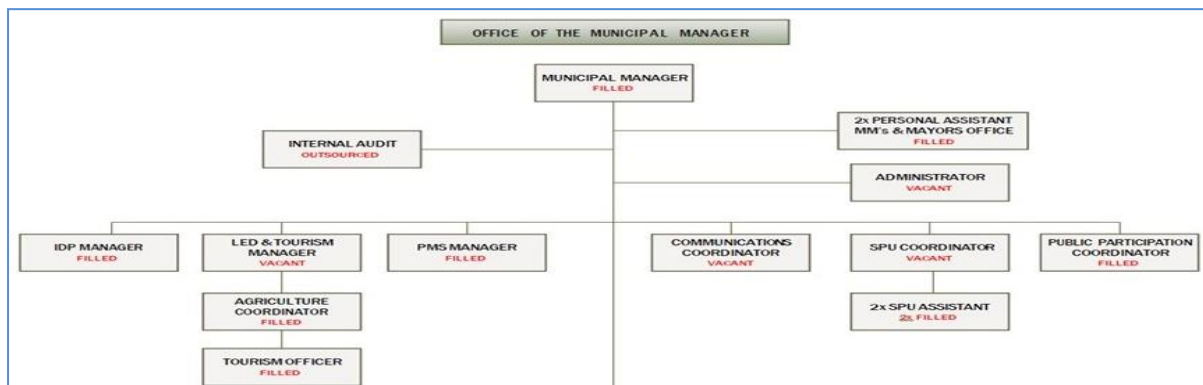 OFFICE OF THE MUNICIPAL MANAGER
MUNICIPAL MANAGER
FILLED
2x PERSONAL ASSISTANT
MM's & MAYORS OFFICE
FILLED
INTERNAL AUDIT
OUTSOURCED
ADMINISTRATOR
VACANT
IDP MANAGER
FILLED
LED & TOURISM
MANAGER
VACANT
PMS MANAGER
FILLED
COMMUNICATIONS
COORDINATOR
VACANT
SPU COORDINATOR
VACANT
PUBLIC PARTICIPATION
COORDINATOR
FILLED
AGRICULTURE
COORDINATOR
FILLED
2x SPU ASSISTANT
2x FILLED
TOURISM OFFICER
FILLED